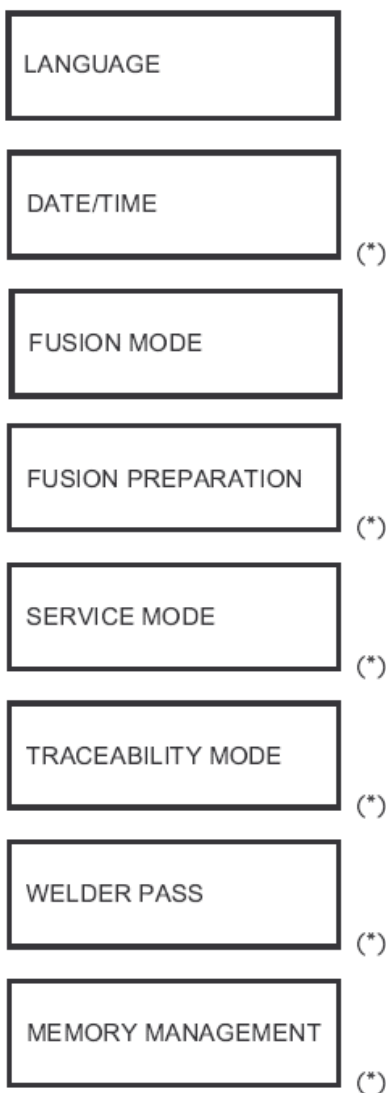 LANGUAGE
DATE/TIME
(*)
FUSION MODE
FUSION PREPARATION
(*)
SERVICE MODE
(*)
TRACEABILITY MODE
(*)
WELDER PASS
(*)
MEMORY MANAGEMENT
(*)